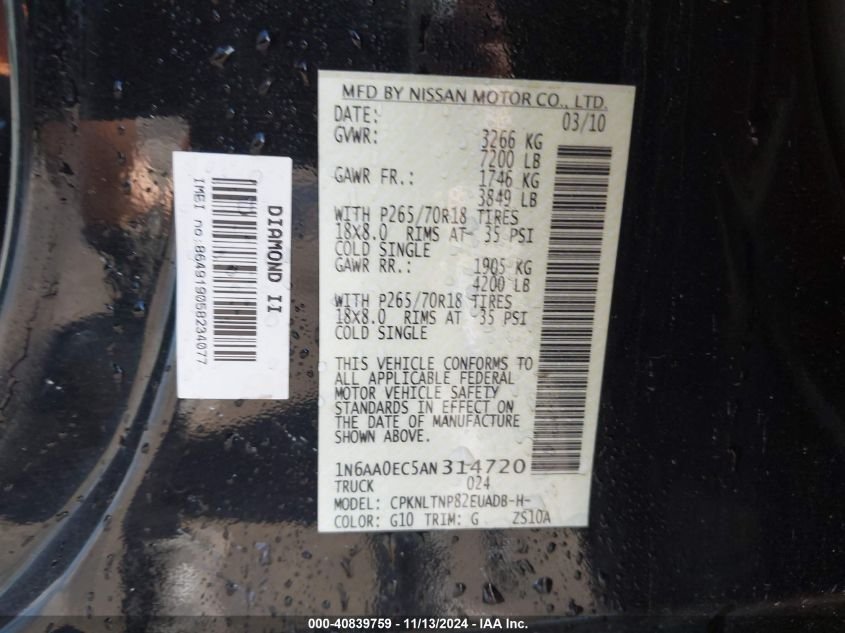 MFD BY NISSAN MOTOR CO., LTD.
DATE: 03/10
GVWR: 3266 KG
7200 LB
GAWR FR.: 1746 KG
3849 LB
WITH P265/70R18 TIRES
18X8.0 RIMS AT 35 PSI
COLD SINGLE
GAWR RR.: 1905 KG
4200 LB
WITH P265/70R18 TIRES
18X8.0 RIMS AT 35 PSI
COLD SINGLE
THIS VEHICLE CONFORMS TO
ALL APPLICABLE FEDERAL
MOTOR VEHICLE SAFETY
STANDARDS IN EFFECT ON
THE DATE OF MANUFACTURE
SHOWN ABOVE.
1N6AA0EC5AN314720
TRUCK 024
MODEL: CPKNLTNP82EUADB-H-
COLOR: G10 TRIM: G ZS10A
DIAMOND II
IMEI no:864919058234077
000-40839759 - 11/13/2024 - IAA Inc.